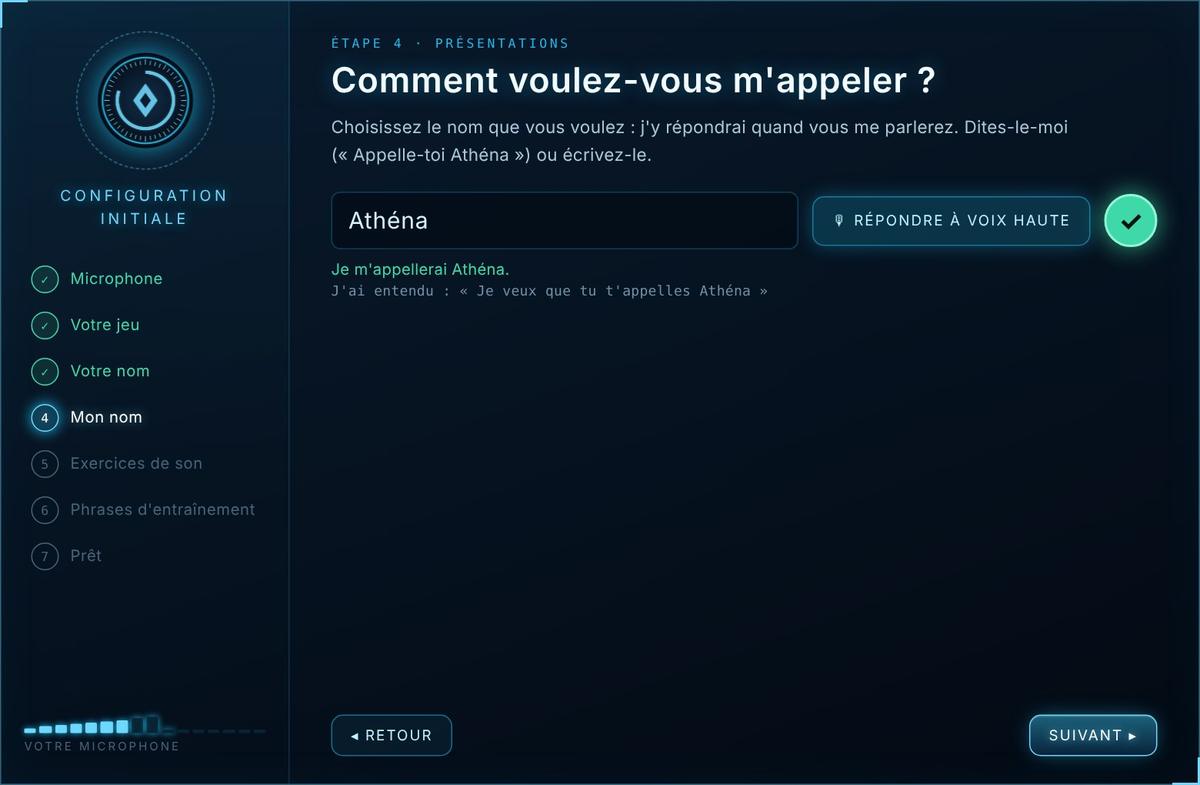 CONFIGURATION
INITIALE
✓ Microphone
✓ Votre jeu
✓ Votre nom
4 Mon nom
5 Exercices de son
6 Phrases d'entraînement
7 Prêt
VOTRE MICROPHONE
ÉTAPE 4 · PRÉSENTATIONS
Comment voulez-vous m'appeler ?
Choisissez le nom que vous voulez : j'y répondrai quand vous me parlerez. Dites-le-moi
(« Appelle-toi Athéna ») ou écrivez-le.
Athéna
RÉPONDRE À VOIX HAUTE
Je m'appellerai Athéna.
J'ai entendu : « Je veux que tu t'appelles Athéna »
◂ RETOUR
SUIVANT ▸